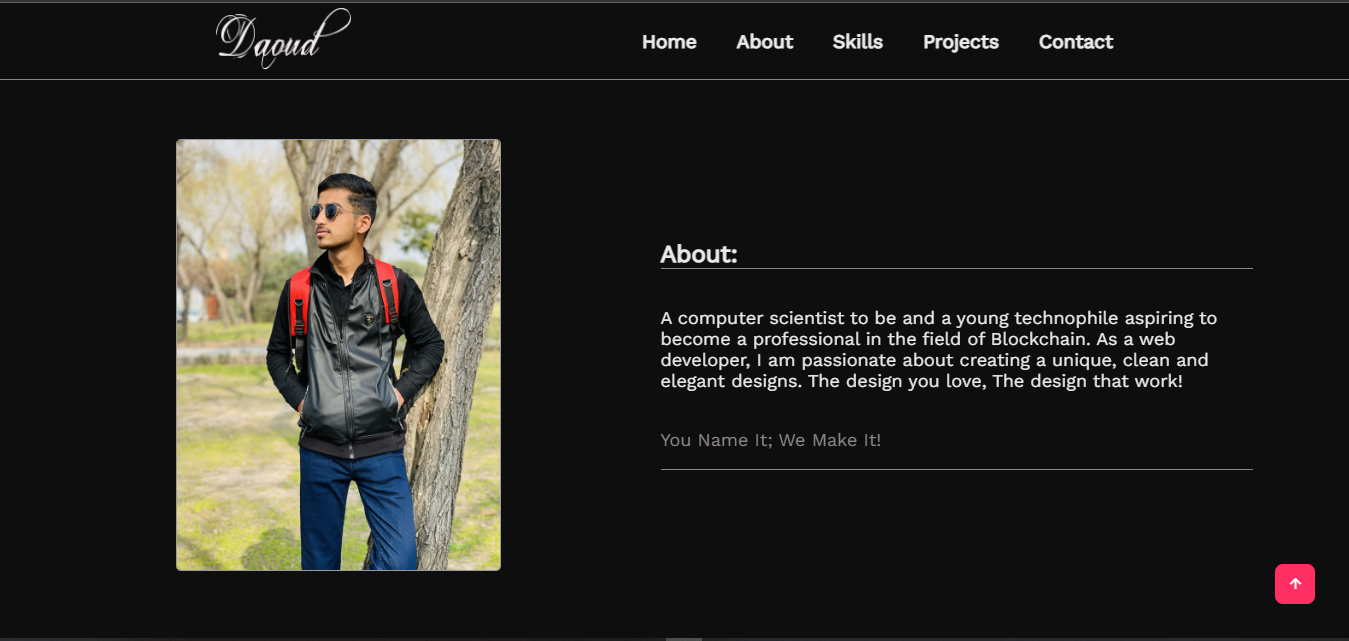 Daoud
Home About Skills Projects Contact
About:
A computer scientist to be and a young technophile aspiring to
become a professional in the field of Blockchain. As a web
developer, I am passionate about creating a unique, clean and
elegant designs. The design you love, The design that work!
You Name It; We Make It!